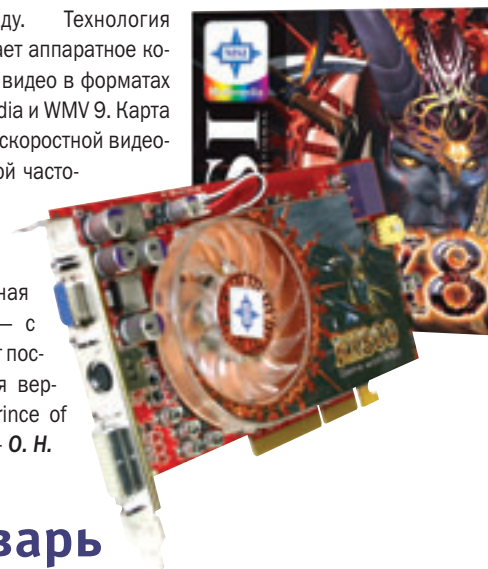 ду. Технология
ает аппаратное ко-
видео в форматах
dia и WMV 9. Карта
скоростной видео-
ой часто-
ная
— с
т пос-
я вер-
rince of
- О. Н.
варь
msi
Multimedia